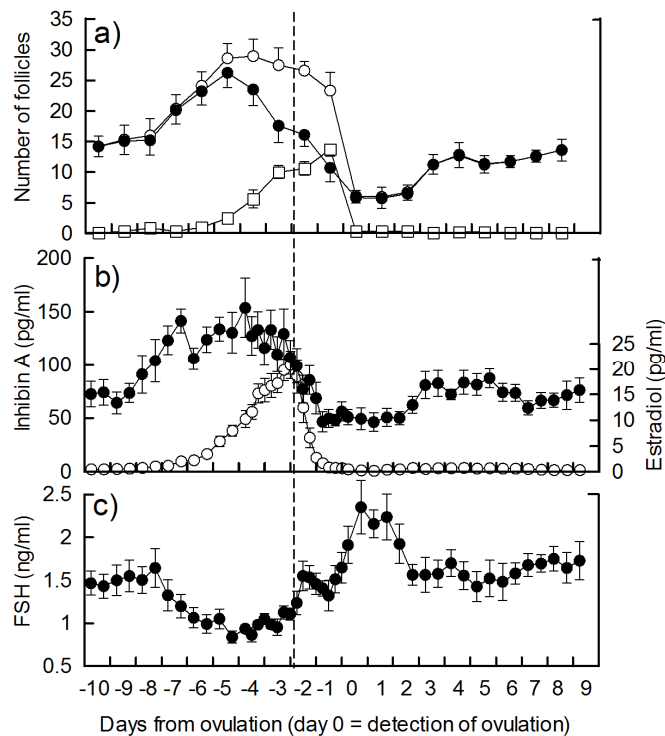 a)
Number of follicles
35
30
25
20
15
10
5
0
b)
Inhibin A (pg/ml)
200
150
100
50
0
Estradiol (pg/ml)
25
20
15
10
5
0
c)
FSH (ng/ml)
2.5
2
1.5
1
0.5
-10 -9 -8 -7 -6 -5 -4 -3 -2 -1 0 1 2 3 4 5 6 7 8 9
Days from ovulation (day 0 = detection of ovulation)